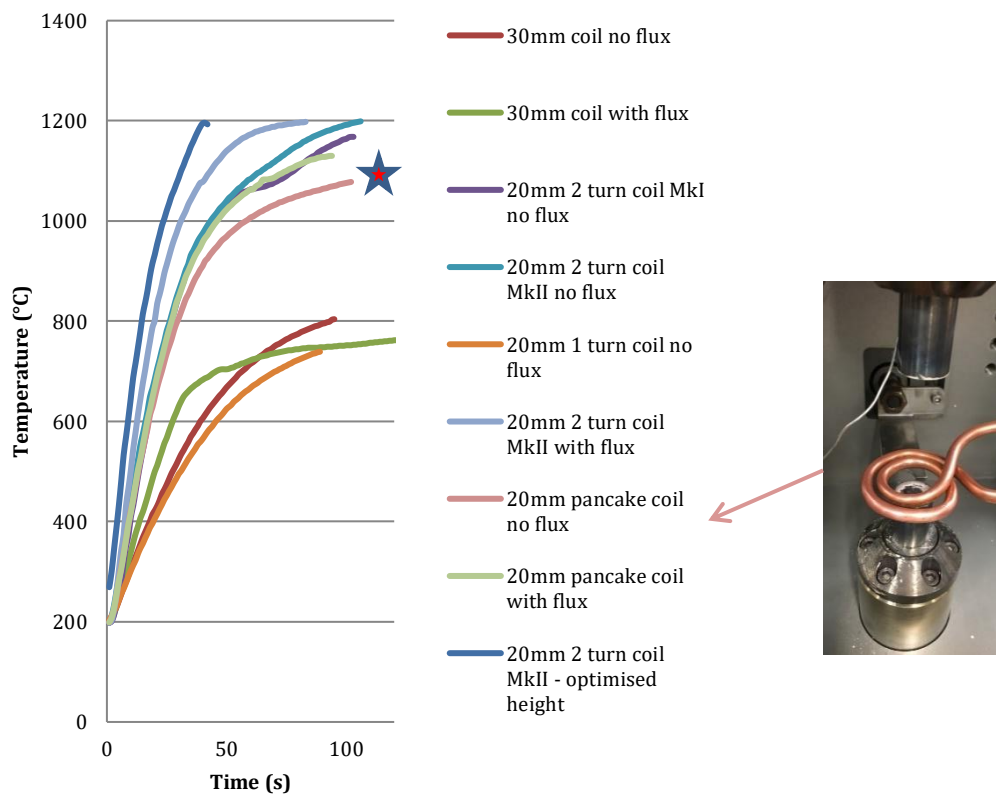 1400
1200
1000
800
600
400
200
0
Temperature (°C)
0 50 100
Time (s)
30mm coil no flux
30mm coil with flux
20mm 2 turn coil MkI
no flux
20mm 2 turn coil
MkII no flux
20mm 1 turn coil no
flux
20mm 2 turn coil
MkII with flux
20mm pancake coil
no flux
20mm pancake coil
with flux
20mm 2 turn coil
MkII - optimised
height